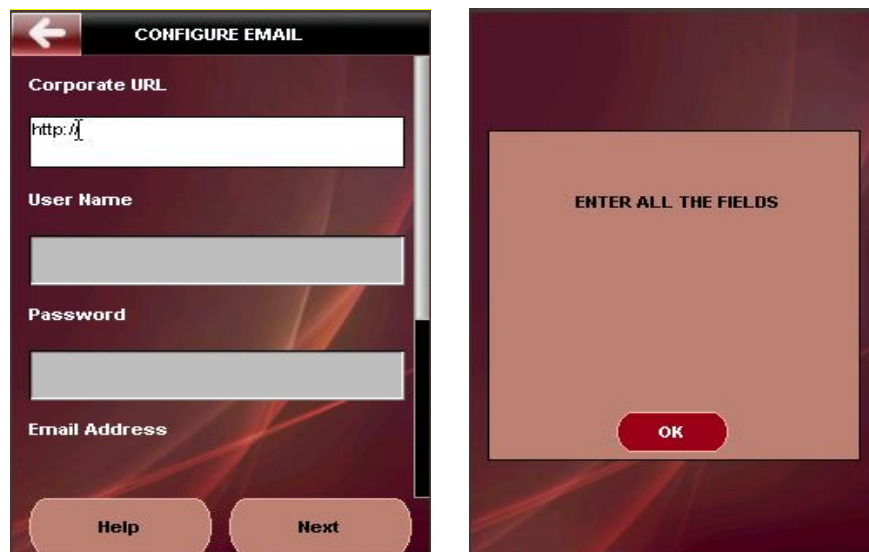 CONFIGURE EMAIL
Corporate URL
http://
User Name
Password
Email Address
Help
Next
ENTER ALL THE FIELDS
OK